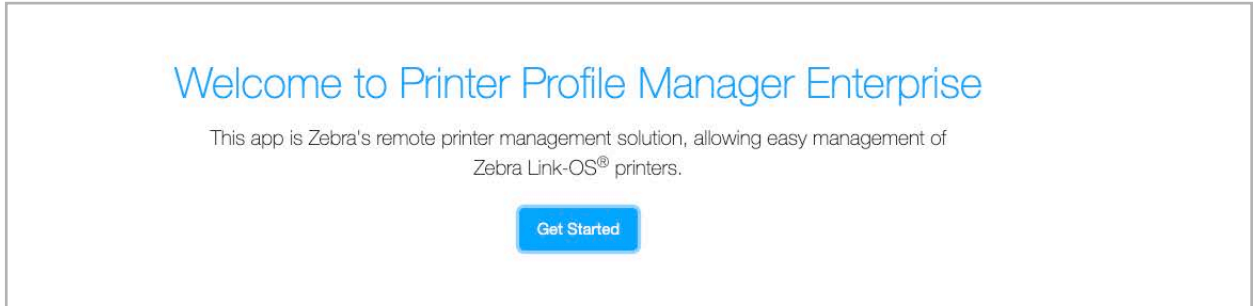 Welcome to Printer Profile Manager Enterprise
This app is Zebra's remote printer management solution, allowing easy management of
Zebra Link-OS® printers.
Get Started